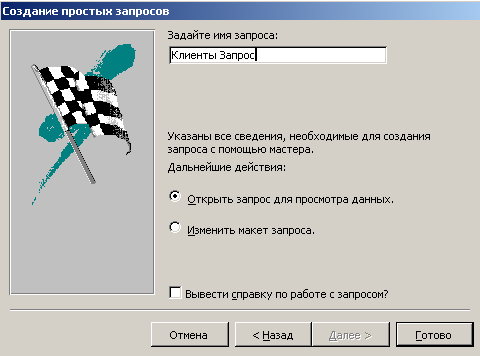 Создание простых запросов
Задайте имя запроса:
Клиенты Запрос
Указаны все сведения, необходимые для создания
запроса с помощью мастера.
Дальнейшие действия:
Открыть запрос для просмотра данных.
Изменить макет запроса.
Вывести справку по работе с запросом?
Отмена < Назад Далее > Готово